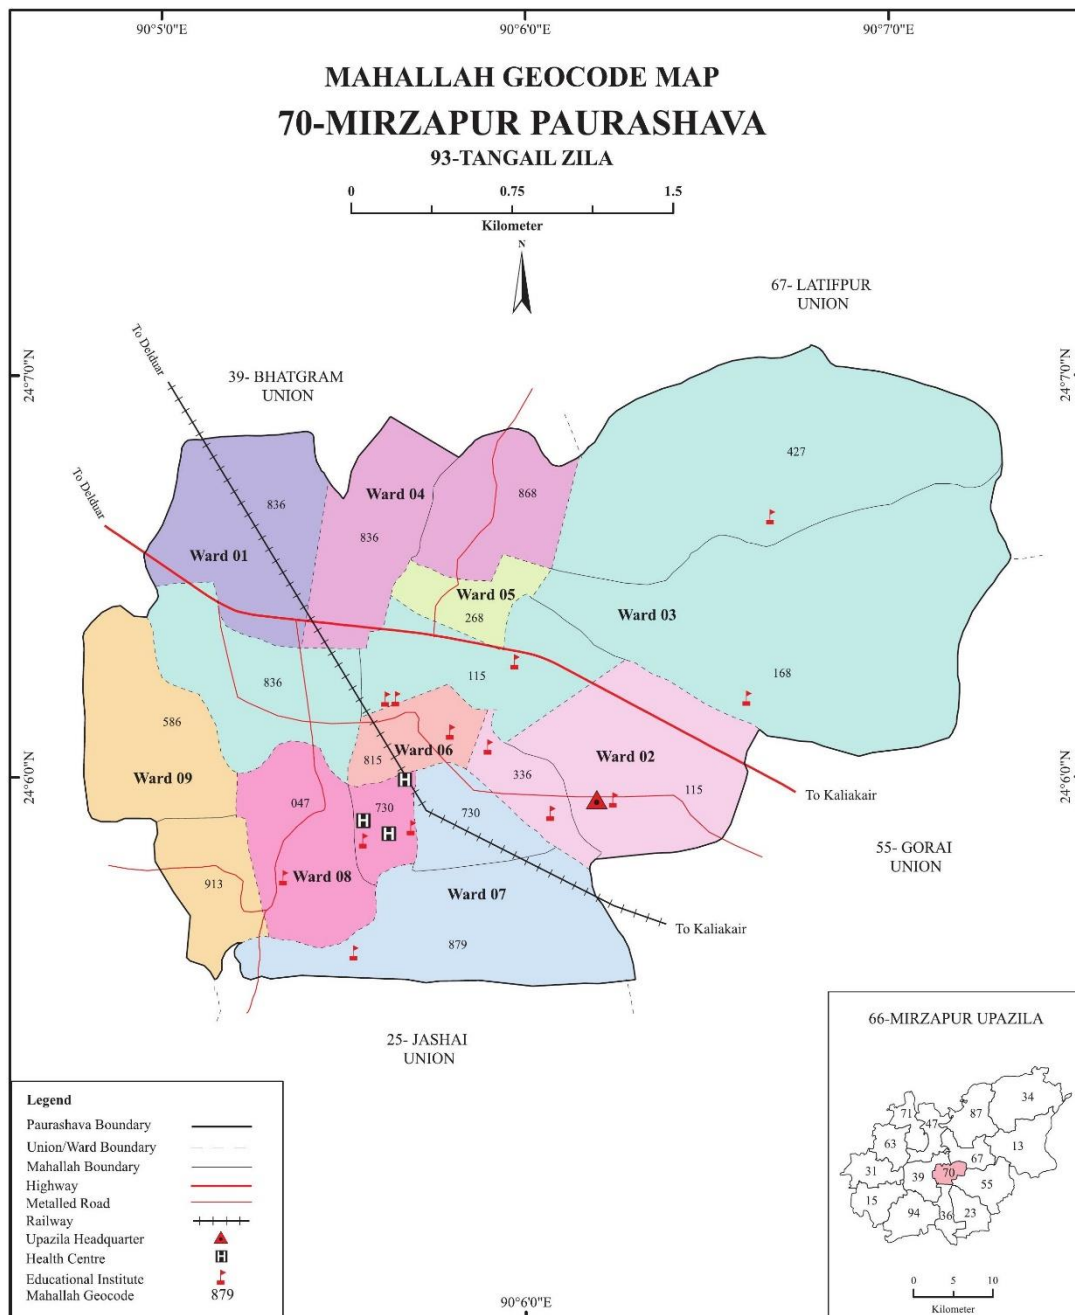 90°5'0"E
90°6'0"E
90°7'0"E
MAHALLAH GEOCODE MAP
70-MIRZAPUR PAURASHAVA
93-TANGAIL ZILA
0
0.75
1.5
Kilometer
N
67- LATIFPUR
UNION
To Delduar
24°7'0"N
24°7'0"N
39- BHATGRAM
UNION
427
To Delduar
Ward 04
868
836
836
Ward 01
Ward 05
268
Ward 03
836
115
168
586
Ward 06
815
Ward 02
336
Ward 09
24°6'0"N
24°6'0"N
047
730
730
115
To Kaliakair
55- GORAI
UNION
Ward 08
913
Ward 07
To Kaliakair
879
25- JASHAI
UNION
Legend
Paurashava Boundary
Union/Ward Boundary
Mahallah Boundary
Highway
Metalled Road
Railway
Upazila Headquarter
Health Centre
H
Educational Institute
Mahallah Geocode
879
H
H
H
66-MIRZAPUR UPAZILA
34
87
71
47
63
13
67
31
39
70
55
15
94
36
23
0
5
10
Kilometer
90°6'0"E